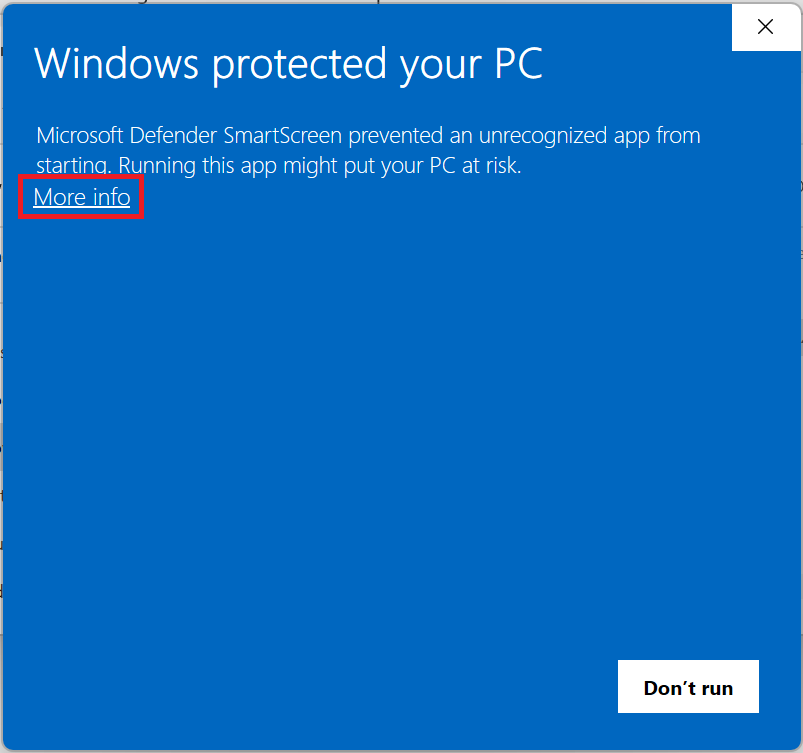 Windows protected your PC
Microsoft Defender SmartScreen prevented an unrecognized app from
starting. Running this app might put your PC at risk.
More info
Don’t run